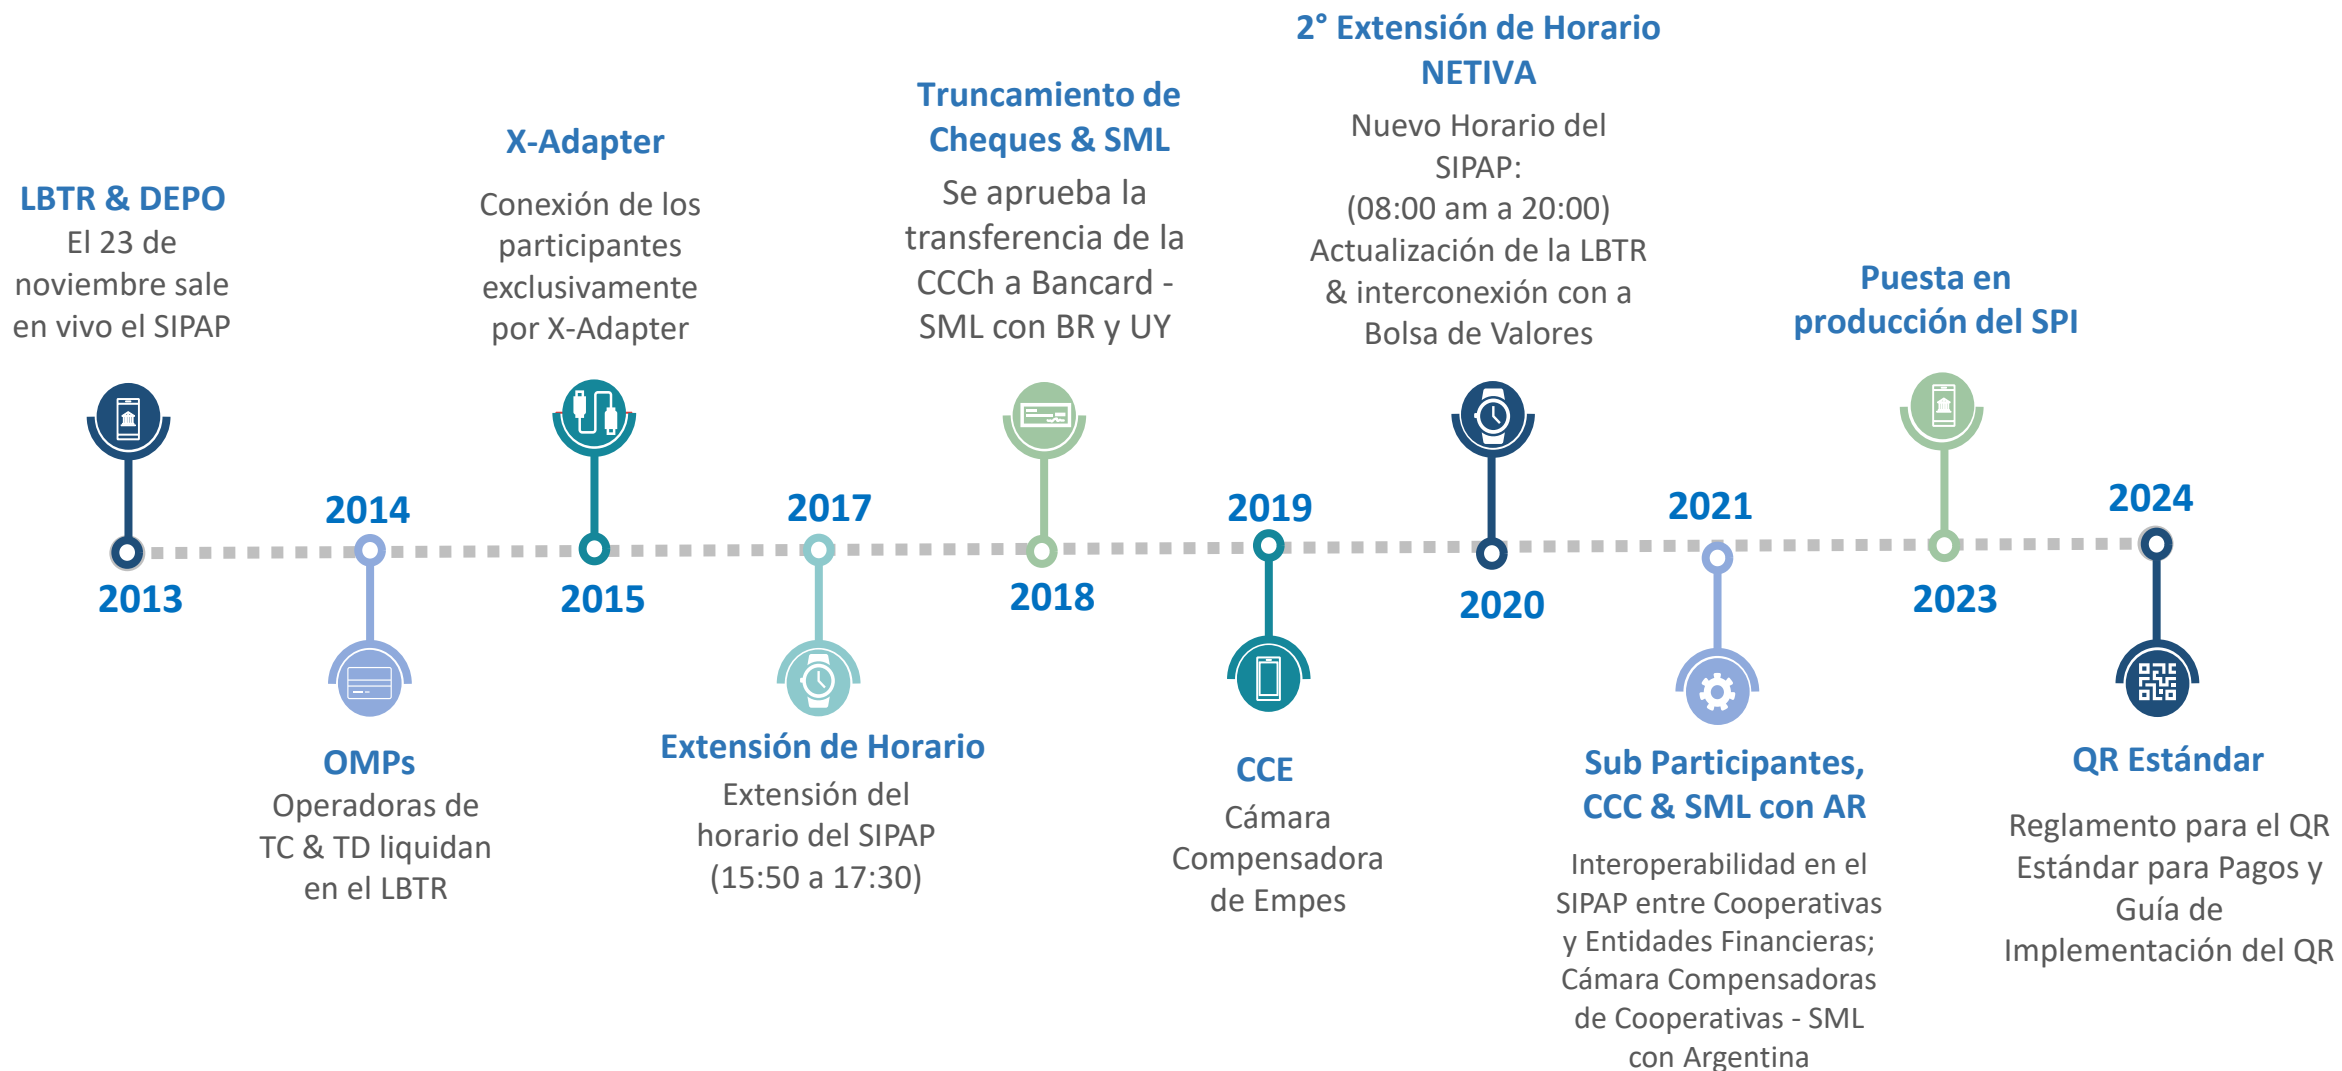 LBTR & DEPO
El 23 de
noviembre sale
en vivo el SIPAP
2013
2014
OMPs
Operadoras de
TC & TD liquidan
en el LBTR
X-Adapter
Conexión de los
participantes
exclusivamente
por X-Adapter
2015
2017
Extensión de Horario
Extensión del
horario del SIPAP
(15:50 a 17:30)
Truncamiento de
Cheques & SML
Se aprueba la
transferencia de la
CCCh a Bancard -
SML con BR y UY
2018
2019
CCE
Cámara
Compensadora
de Empes
2° Extensión de Horario
NETIVA
Nuevo Horario del
SIPAP:
(08:00 am a 20:00)
Actualización de la LBTR
& interconexión con a
Bolsa de Valores
2020
2021
Sub Participantes,
CCC & SML con AR
Interoperabilidad en el
SIPAP entre Cooperativas
y Entidades Financieras;
Cámara Compensadoras
de Cooperativas - SML
con Argentina
Puesta en
producción del SPI
2023
2024
QR Estándar
Reglamento para el QR
Estándar para Pagos y
Guía de
Implementación del QR